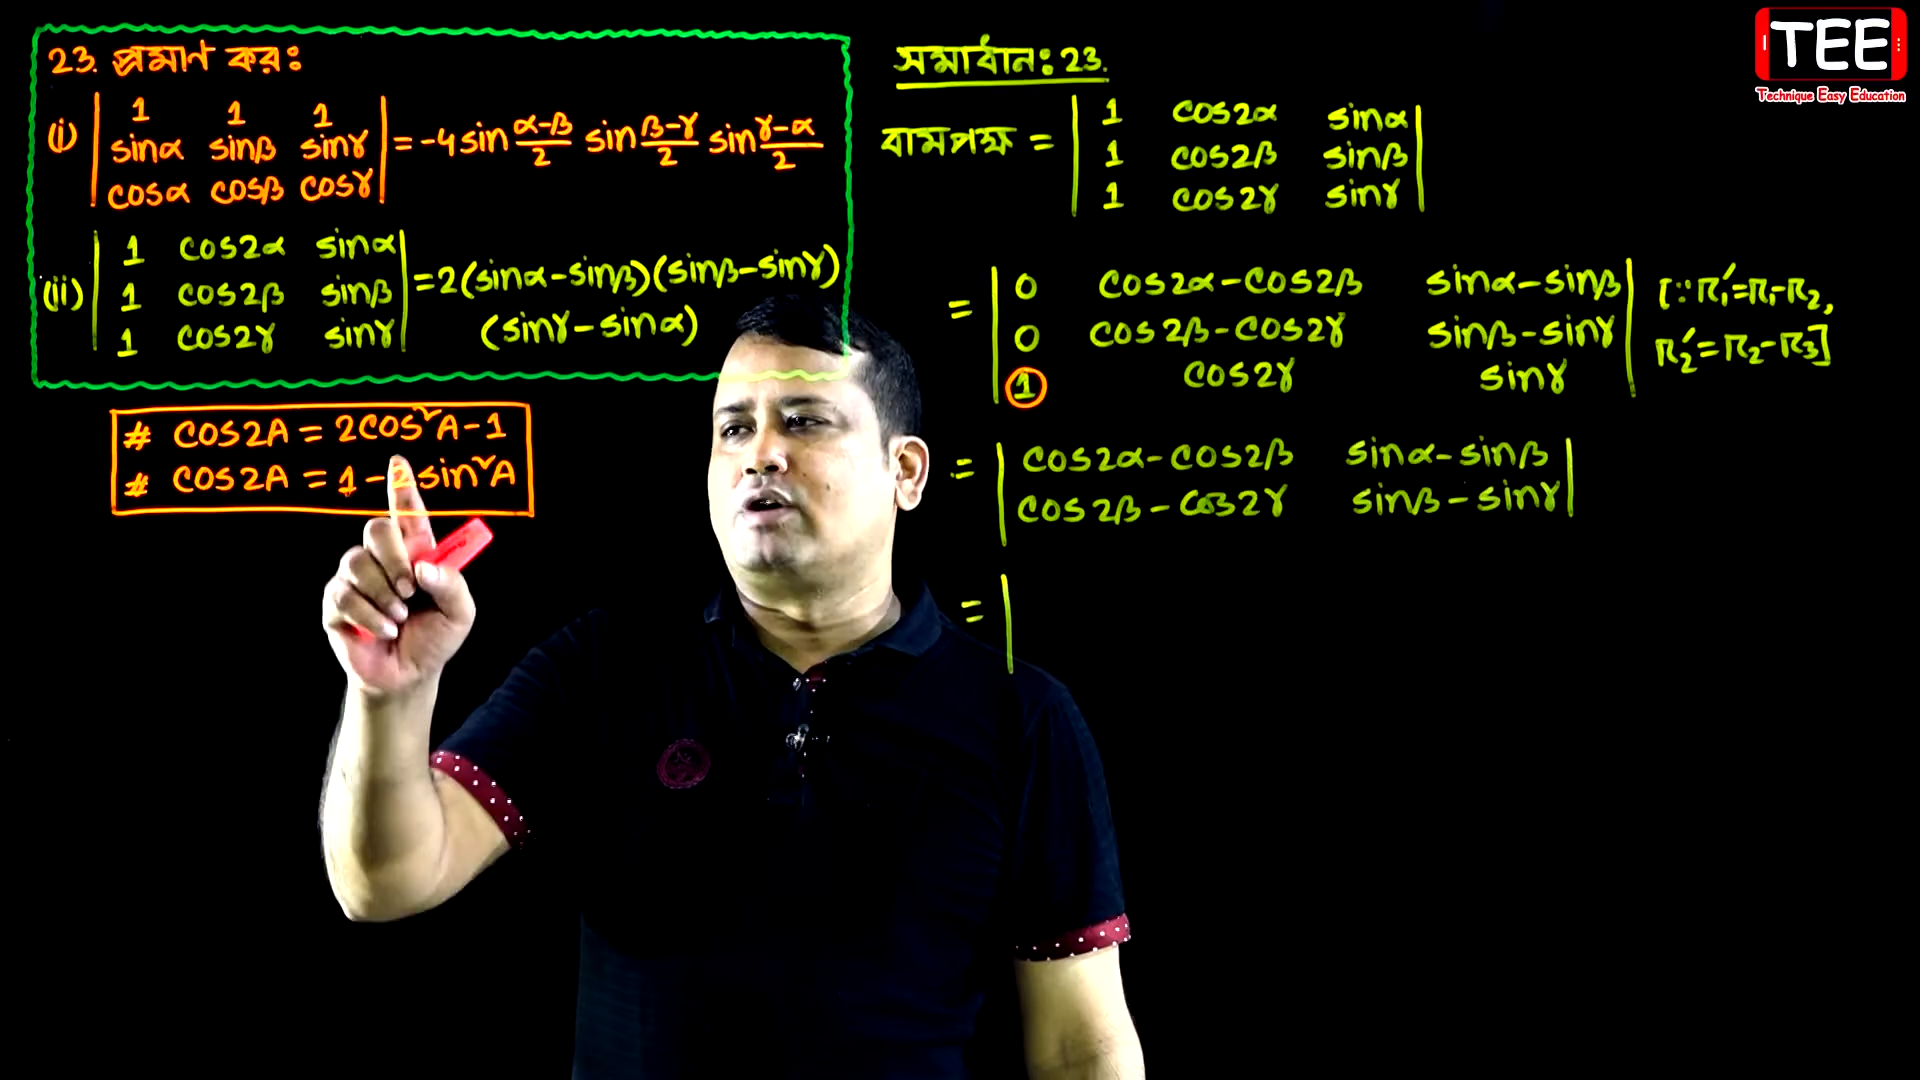 23. প্রমাণ কর:
(i) | 1 1 1 |
| sinα sinβ sinγ | = -4 sin (α-β)/2 sin (β-γ)/2 sin (γ-α)/2
| cosα cosβ cosγ |
(ii) | 1 cos2α sinα |
| 1 cos2β sinβ | = 2(sinα-sinβ)(sinβ-sinγ)
| 1 cos2γ sinγ | (sinγ-sinα)
# cos2A = 2cos²A-1
# cos2A = 1-2sin²A
সমাধান: 23.
বামপক্ষ = | 1 cos2α sinα |
| 1 cos2β sinβ |
| 1 cos2γ sinγ |
= | 0 cos2α-cos2β sinα-sinβ | [∵ R₁′=R₁-R₂,
| 0 cos2β-cos2γ sinβ-sinγ | R₂′=R₂-R₃]
| 1 cos2γ sinγ |
= | cos2α-cos2β sinα-sinβ |
| cos2β-cos2γ sinβ-sinγ |
= |
TEE
Technique Easy Education